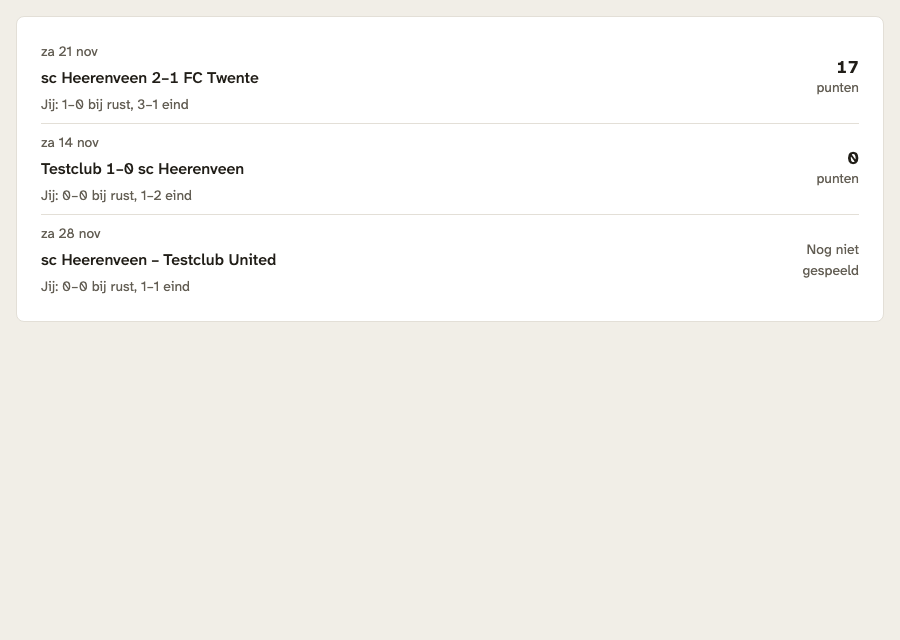 za 21 nov
sc Heerenveen 2–1 FC Twente
Jij: 1–0 bij rust, 3–1 eind
17
punten
za 14 nov
Testclub 1–0 sc Heerenveen
Jij: 0–0 bij rust, 1–2 eind
0
punten
za 28 nov
sc Heerenveen – Testclub United
Jij: 0–0 bij rust, 1–1 eind
Nog niet
gespeeld